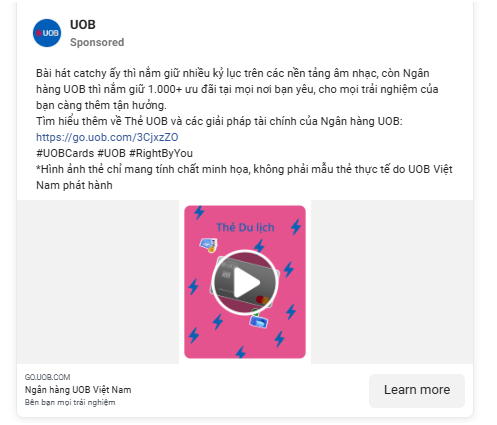 UOB
UOB
Sponsored
Bài hát catchy ấy thì nắm giữ nhiều kỷ lục trên các nền tảng âm nhạc, còn Ngân
hàng UOB thì nắm giữ 1.000+ ưu đãi tại mọi nơi bạn yêu, cho mọi trải nghiệm của
bạn càng thêm tận hưởng.
Tìm hiểu thêm về Thẻ UOB và các giải pháp tài chính của Ngân hàng UOB:
https://go.uob.com/3CjxzZO
#UOBCards #UOB #RightByYou
*Hình ảnh thẻ chỉ mang tính chất minh họa, không phải mẫu thẻ thực tế do UOB Việt
Nam phát hành
Thẻ Du lịch
GO.UOB.COM
Ngân hàng UOB Việt Nam
Bên bạn mọi trải nghiệm
Learn more